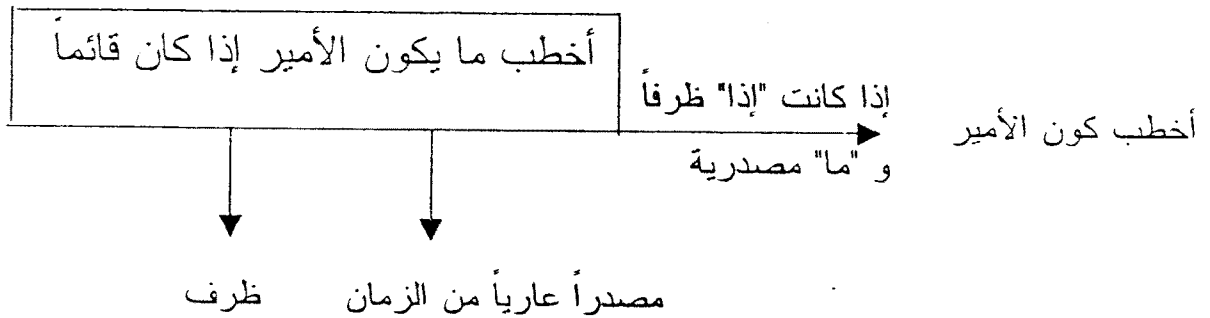 أخطب ما يكون الأمير إذا كان قائماً
إذا كانت "إذا" ظرفاً
و "ما" مصدرية
أخطب كون الأمير
مصدراً عارياً من الزمان
ظرف